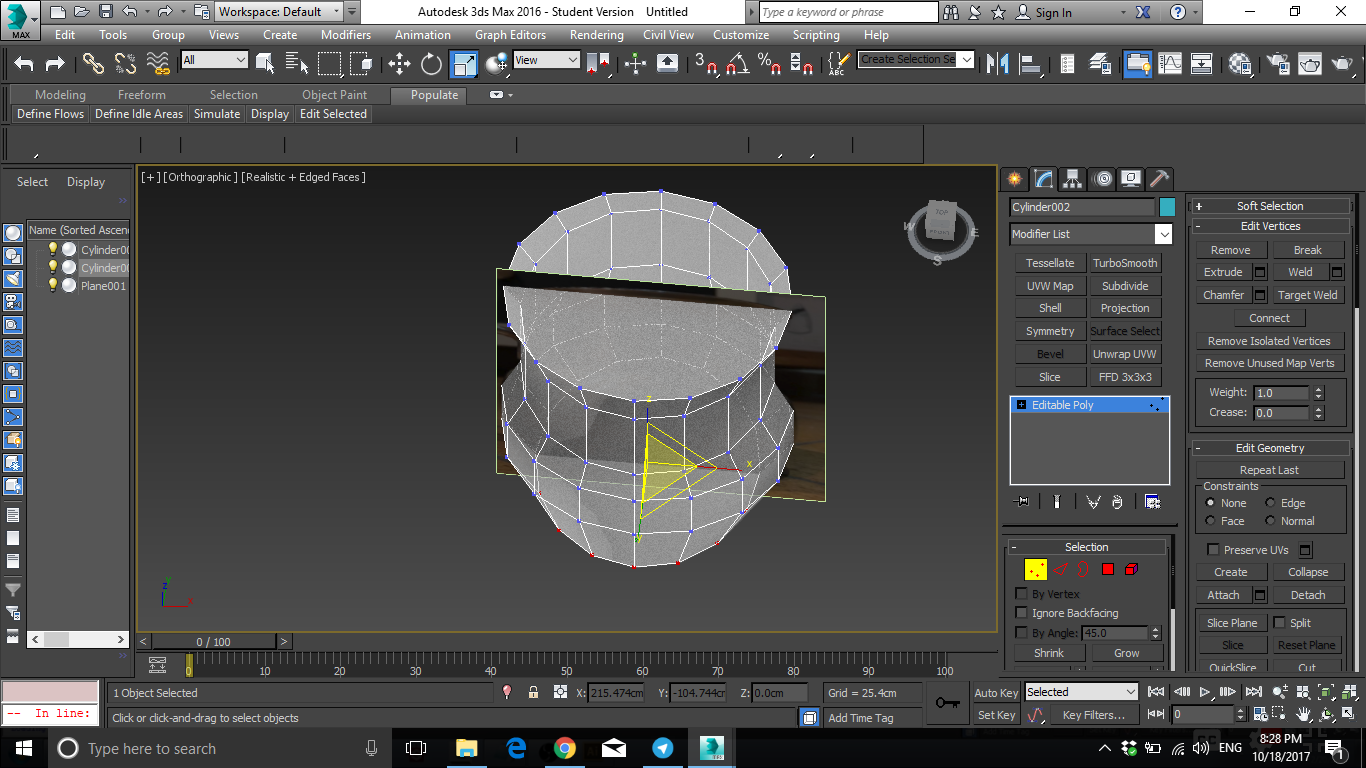 Workspace: Default
Autodesk 3ds Max 2016 - Student Version Untitled
Type a keyword or phrase
Sign In
MAX
Edit Tools Group Views Create Modifiers Animation Graph Editors Rendering Civil View Customize Scripting Help
All
View
3
ABC
Create Selection Se
Modeling Freeform Selection Object Paint Populate
Define Flows Define Idle Areas Simulate Display Edit Selected
Select Display
[+] [Orthographic] [Realistic + Edged Faces]
Name (Sorted Ascen
Cylinder00
Cylinder00
Plane001
TOP
FRONT
W E
S
z
x
y
Cylinder002
Modifier List
Tessellate TurboSmooth
UVW Map Subdivide
Shell Projection
Symmetry Surface Select
Bevel Unwrap UVW
Slice FFD 3x3x3
Editable Poly
Selection
By Vertex
Ignore Backfacing
By Angle: 45.0
Shrink Grow
Soft Selection
Edit Vertices
Remove Break
Extrude Weld
Chamfer Target Weld
Connect
Remove Isolated Vertices
Remove Unused Map Verts
Weight: 1.0
Crease: 0.0
Edit Geometry
Repeat Last
Constraints
None Edge
Face Normal
Preserve UVs
Create Collapse
Attach Detach
Slice Plane Split
Slice Reset Plane
QuickSlice Cut
0 / 100
0 10 20 30 40 50 60 70 80 90 100
1 Object Selected
X: 215.474cm Y: -104.744cm Z: 0.0cm Grid = 25.4cm
Auto Key Selected
-- In line:
Click or click-and-drag to select objects
Add Time Tag
Set Key Key Filters...
0
Type here to search
ENG
8:28 PM
10/18/2017
1